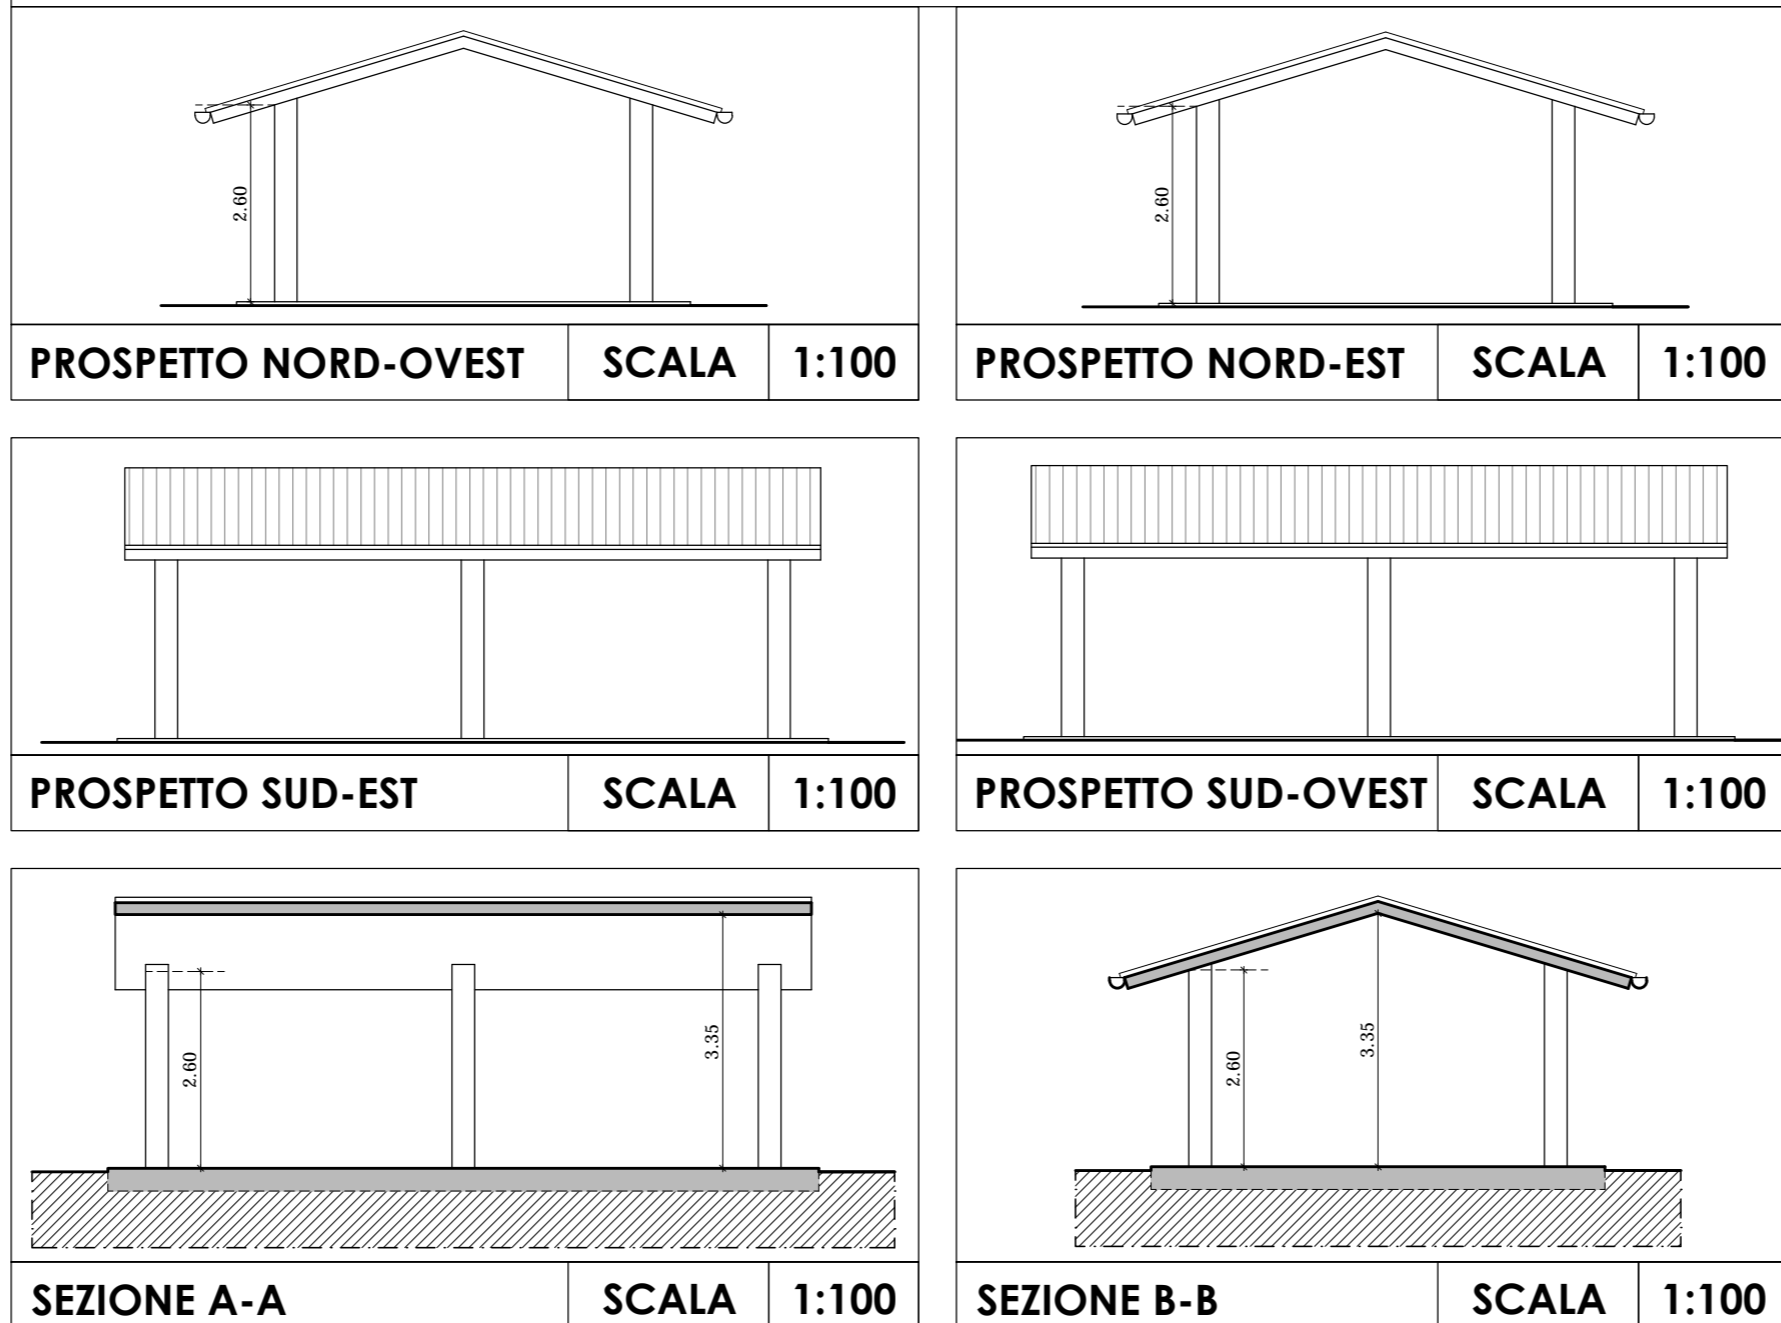 2.60
PROSPETTO NORD-OVEST SCALA 1:100
2.60
PROSPETTO NORD-EST SCALA 1:100
PROSPETTO SUD-EST SCALA 1:100
PROSPETTO SUD-OVEST SCALA 1:100
2.60
3.35
SEZIONE A-A SCALA 1:100
2.60
3.35
SEZIONE B-B SCALA 1:100